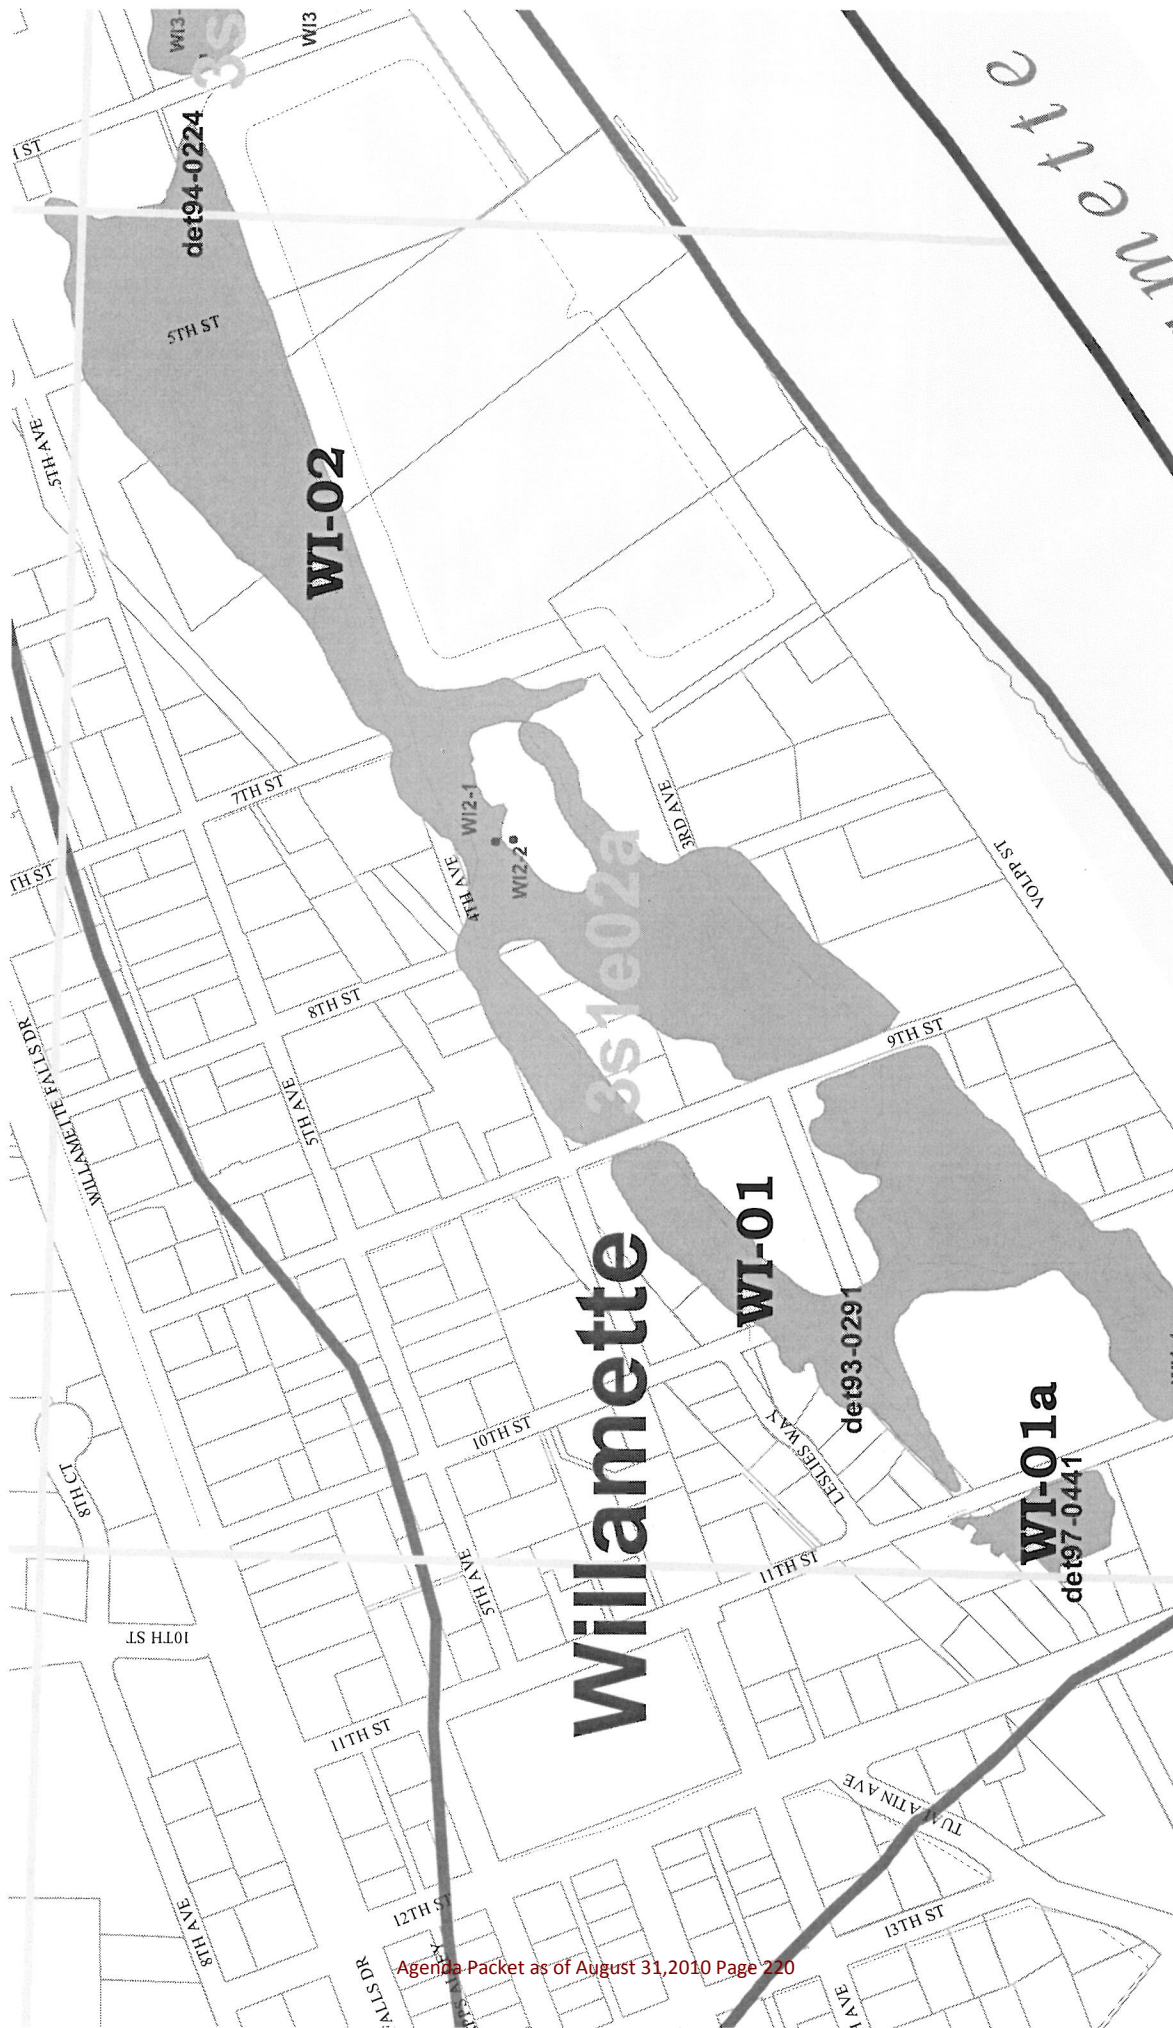 WI3-
3s
WI3
det94-0224
5TH ST
5TH AVE
WI-02
7TH ST
WI2-1
WI2-2
4TH AVE
3RD AVE
3s1e02a
VOLPP ST
8TH ST
9TH ST
WILLAMETTE FALLS DR
5TH AVE
WI-01
Willamette
det93-0291
10TH ST
LESLIES WAY
8TH CT
WI-01a
det97-0441
11TH ST
5TH AVE
10TH ST
11TH ST
TUALATIN AVE
12TH ST
13TH ST
8TH AVE
mette
Agenda Packet as of August 31,2010 Page 220